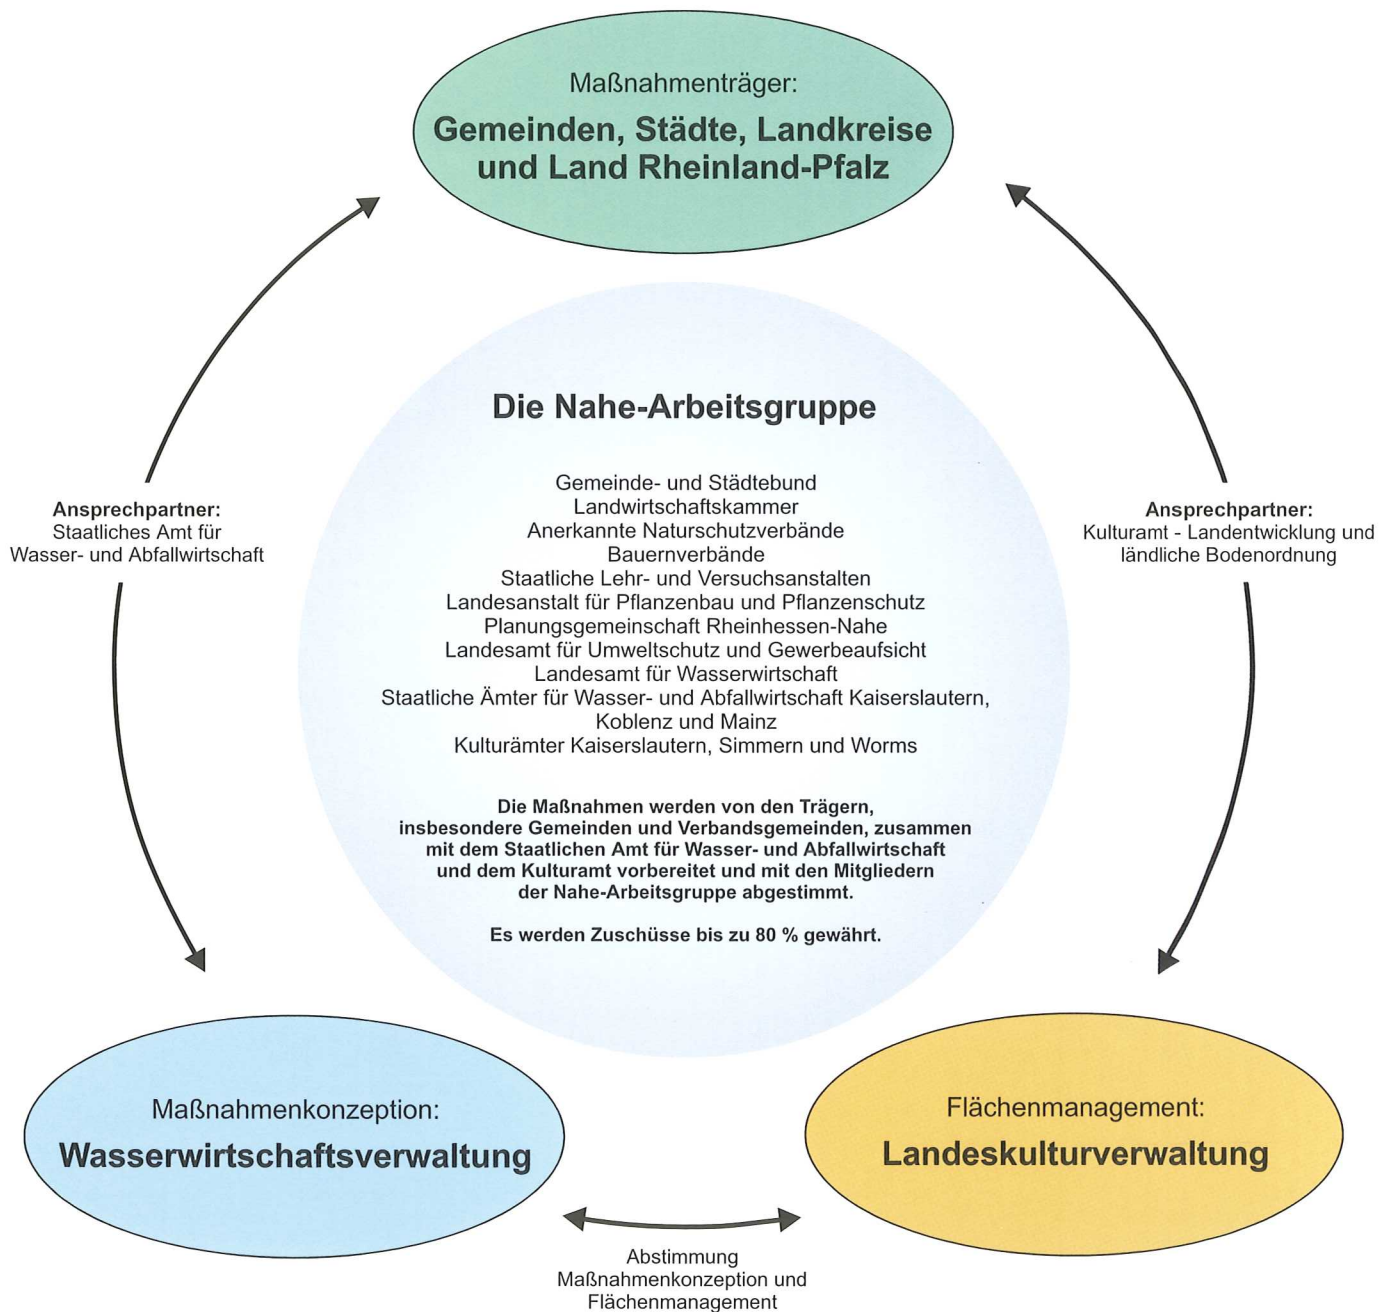 Maßnahmenträger:
Gemeinden, Städte, Landkreise
und Land Rheinland-Pfalz
Die Nahe-Arbeitsgruppe
Gemeinde- und Städtebund
Landwirtschaftskammer
Anerkannte Naturschutzverbände
Bauernverbände
Staatliche Lehr- und Versuchsanstalten
Landesanstalt für Pflanzenbau und Pflanzenschutz
Planungsgemeinschaft Rheinhessen-Nahe
Landesamt für Umweltschutz und Gewerbeaufsicht
Landesamt für Wasserwirtschaft
Staatliche Ämter für Wasser- und Abfallwirtschaft Kaiserslautern,
Koblenz und Mainz
Kulturämter Kaiserslautern, Simmern und Worms
Die Maßnahmen werden von den Trägern,
insbesondere Gemeinden und Verbandsgemeinden, zusammen
mit dem Staatlichen Amt für Wasser- und Abfallwirtschaft
und dem Kulturamt vorbereitet und mit den Mitgliedern
der Nahe-Arbeitsgruppe abgestimmt.
Es werden Zuschüsse bis zu 80 % gewährt.
Ansprechpartner:
Staatliches Amt für
Wasser- und Abfallwirtschaft
Ansprechpartner:
Kulturamt - Landentwicklung und
ländliche Bodenordnung
Maßnahmenkonzeption:
Wasserwirtschaftsverwaltung
Flächenmanagement:
Landeskulturverwaltung
Abstimmung
Maßnahmenkonzeption und
Flächenmanagement